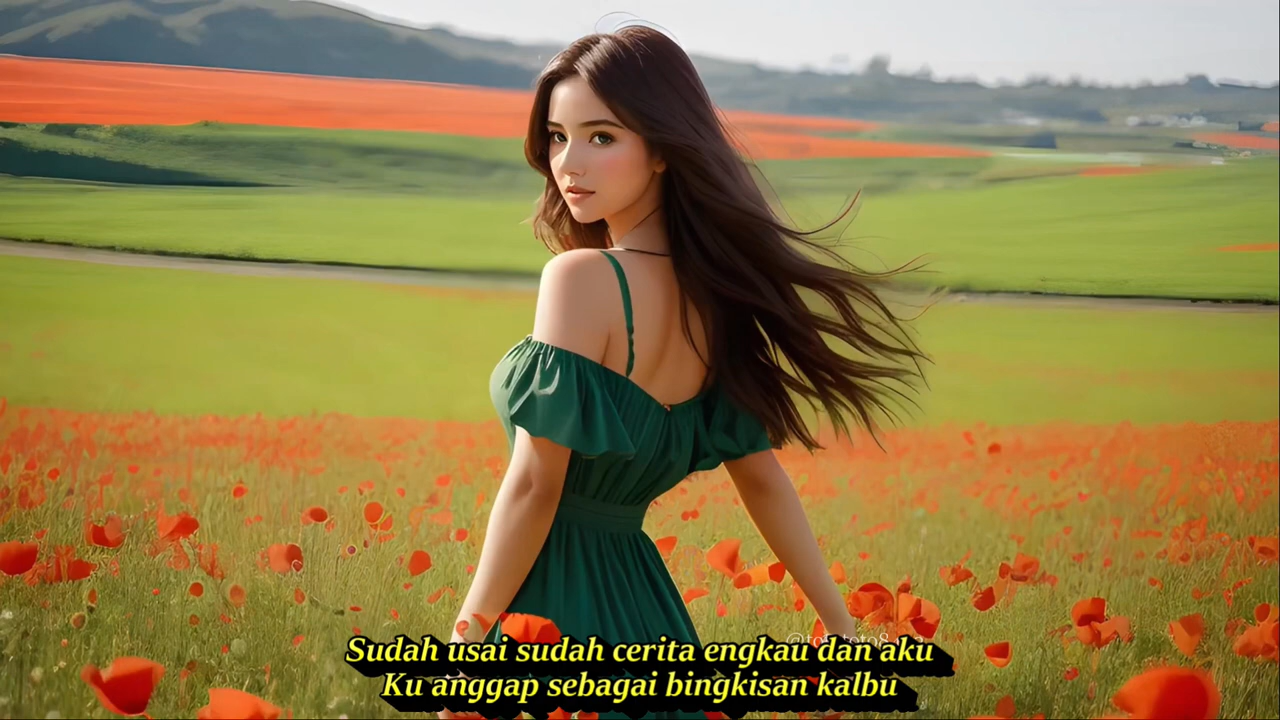 Sudah usai sudah cerita engkau dan aku
Ku anggap sebagai bingkisan kalbu